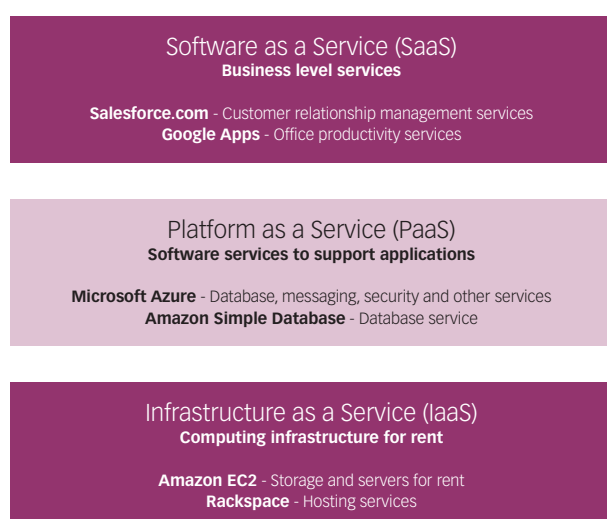 Software as a Service (SaaS)
Business level services
Salesforce.com - Customer relationship management services
Google Apps - Office productivity services
Platform as a Service (PaaS)
Software services to support applications
Microsoft Azure - Database, messaging, security and other services
Amazon Simple Database - Database service
Infrastructure as a Service (IaaS)
Computing infrastructure for rent
Amazon EC2 - Storage and servers for rent
Rackspace - Hosting services